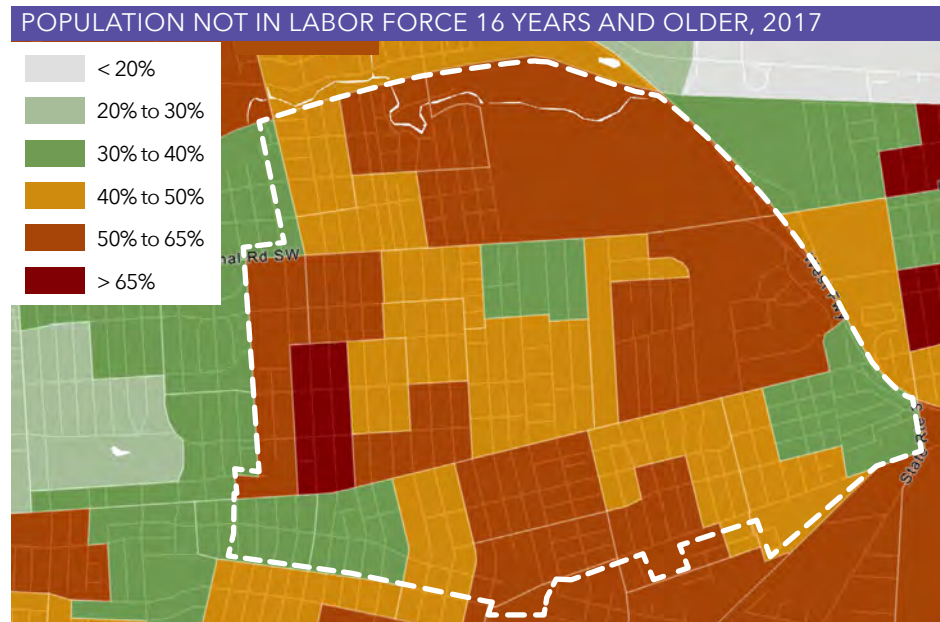 POPULATION NOT IN LABOR FORCE 16 YEARS AND OLDER, 2017
< 20%
20% to 30%
30% to 40%
40% to 50%
50% to 65%
> 65%
nal Rd SW